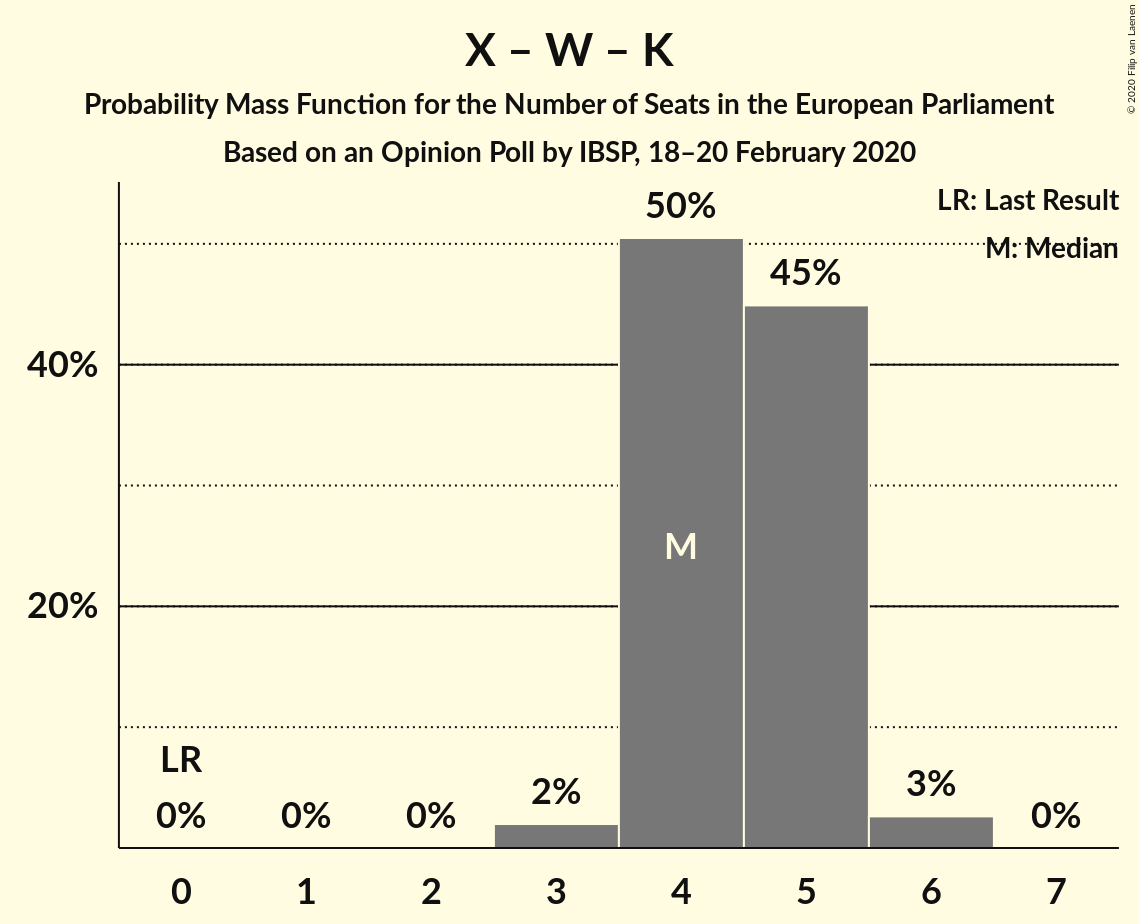 X – W – K
Probability Mass Function for the Number of Seats in the European Parliament
Based on an Opinion Poll by IBSP, 18–20 February 2020
© 2020 Filip van Laenen
LR: Last Result
M: Median
50%
45%
40%
M
20%
LR
0%
0%
0%
2%
3%
0%
0 1 2 3 4 5 6 7